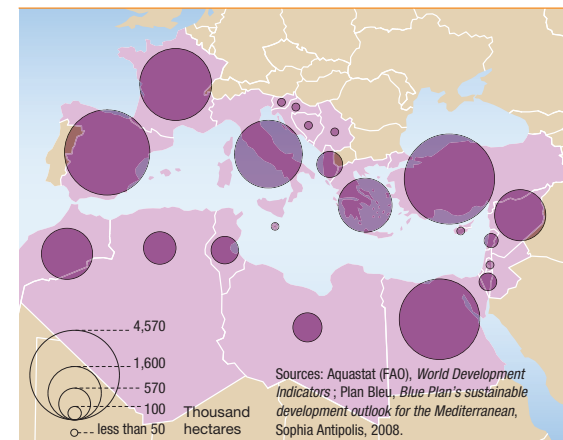 4,570
1,600
570
100
less than 50
Thousand
hectares
Sources: Aquastat (FAO), World Development
Indicators ; Plan Bleu, Blue Plan's sustainable
development outlook for the Mediterranean,
Sophia Antipolis, 2008.